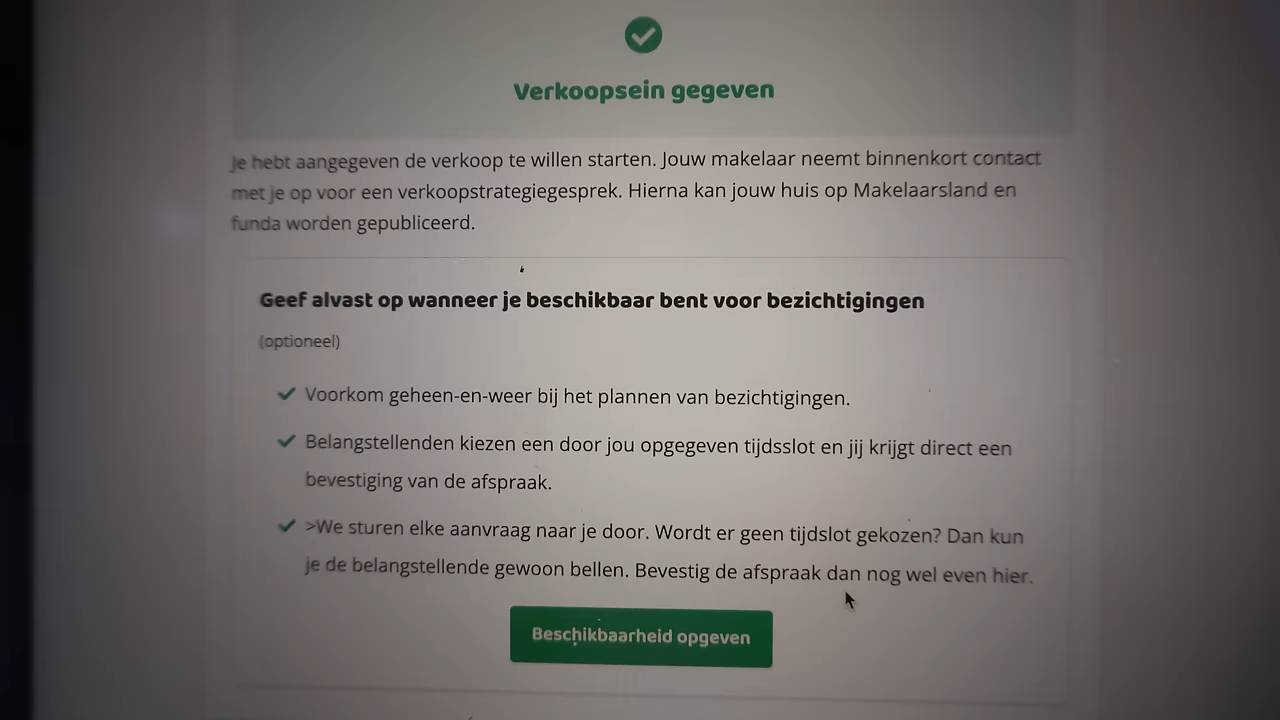 Verkoopsein gegeven
Je hebt aangegeven de verkoop te willen starten. Jouw makelaar neemt binnenkort contact
met je op voor een verkoopstrategiegesprek. Hierna kan jouw huis op Makelaarsland en
funda worden gepubliceerd.
Geef alvast op wanneer je beschikbaar bent voor bezichtigingen
(optioneel)
Voorkom geheen-en-weer bij het plannen van bezichtigingen.
Belangstellenden kiezen een door jou opgegeven tijdsslot en jij krijgt direct een
bevestiging van de afspraak.
>We sturen elke aanvraag naar je door. Wordt er geen tijdslot gekozen? Dan kun
je de belangstellende gewoon bellen. Bevestig de afspraak dan nog wel even hier.
Beschikbaarheid opgeven